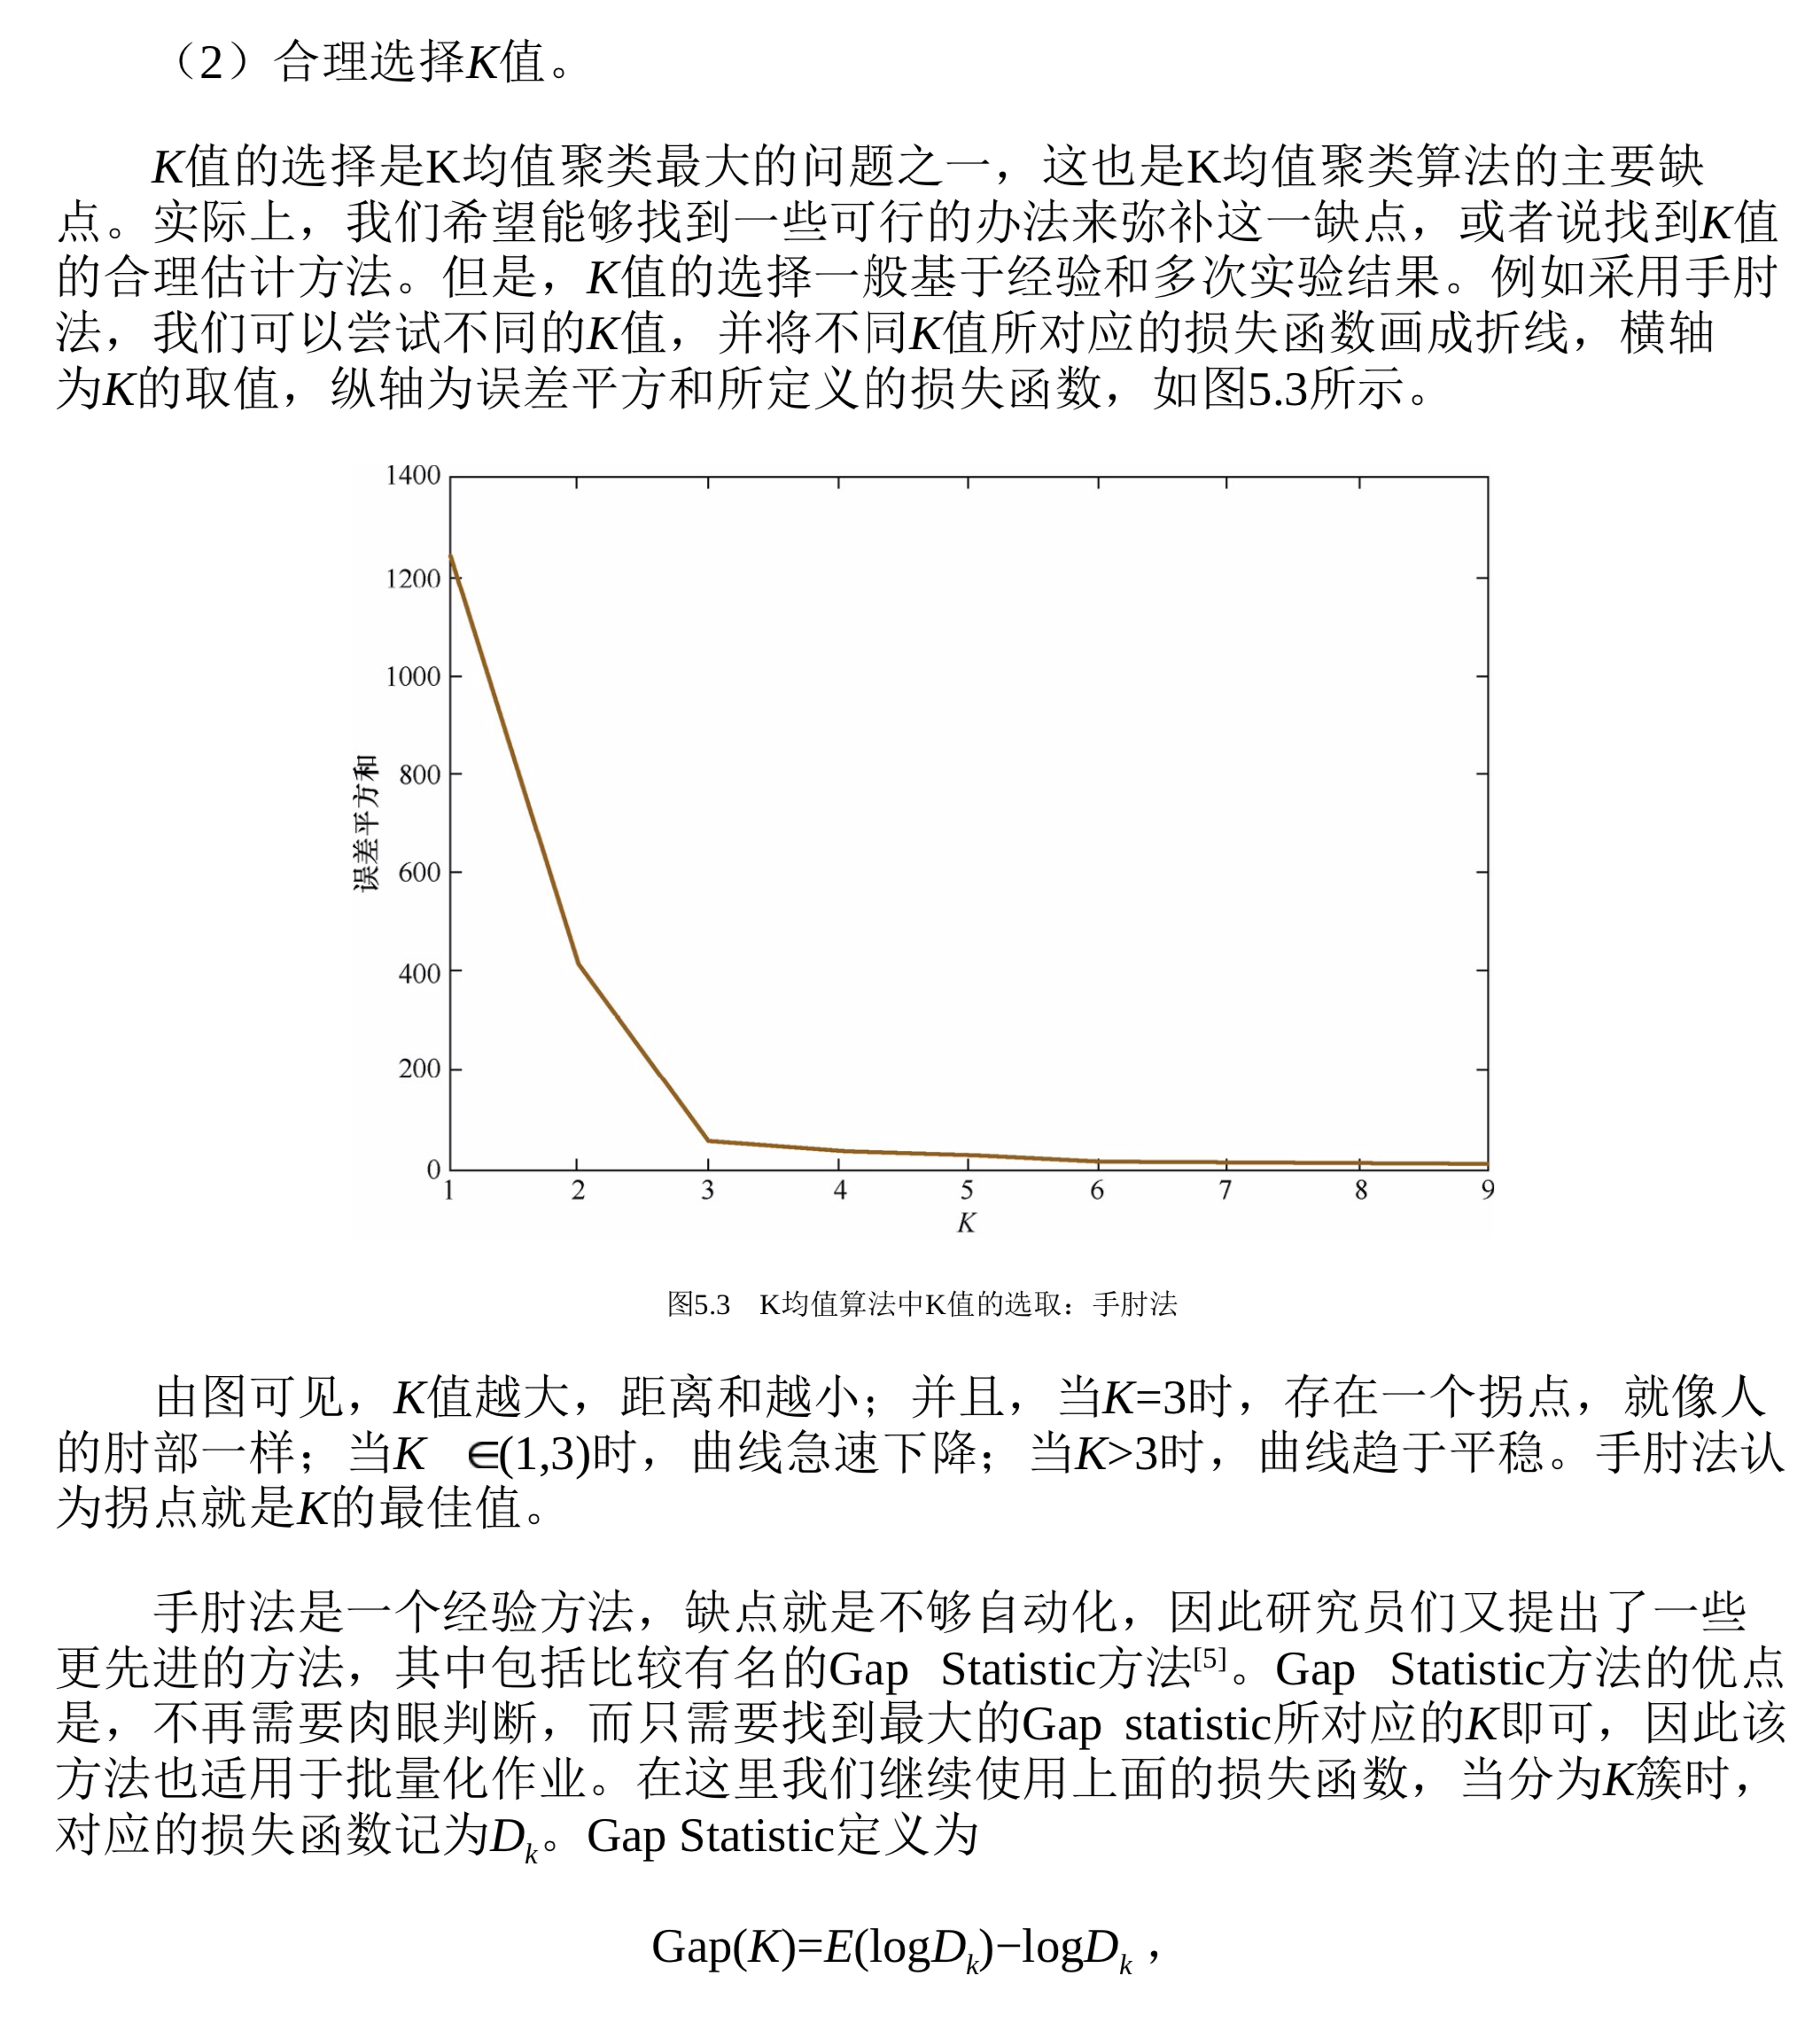 （2）合理选择K值。
K值的选择是K均值聚类最大的问题之一，这也是K均值聚类算法的主要缺
点。实际上，我们希望能够找到一些可行的办法来弥补这一缺点，或者说找到K值
的合理估计方法。但是，K值的选择一般基于经验和多次实验结果。例如采用手肘
法，我们可以尝试不同的K值，并将不同K值所对应的损失函数画成折线，横轴
为K的取值，纵轴为误差平方和所定义的损失函数，如图5.3所示。
1400
1200
1000
800
600
400
200
0
误差平方和
1 2 3 4 5 6 7 8 9
K
图5.3　K均值算法中K值的选取：手肘法
由图可见，K值越大，距离和越小；并且，当K=3时，存在一个拐点，就像人
的肘部一样；当K ∈(1,3)时，曲线急速下降；当K>3时，曲线趋于平稳。手肘法认
为拐点就是K的最佳值。
手肘法是一个经验方法，缺点就是不够自动化，因此研究员们又提出了一些
更先进的方法，其中包括比较有名的Gap Statistic方法[5]。Gap Statistic方法的优点
是，不再需要肉眼判断，而只需要找到最大的Gap statistic所对应的K即可，因此该
方法也适用于批量化作业。在这里我们继续使用上面的损失函数，当分为K簇时，
对应的损失函数记为Dk。Gap Statistic定义为
Gap(K)=E(logDk)−logDk，